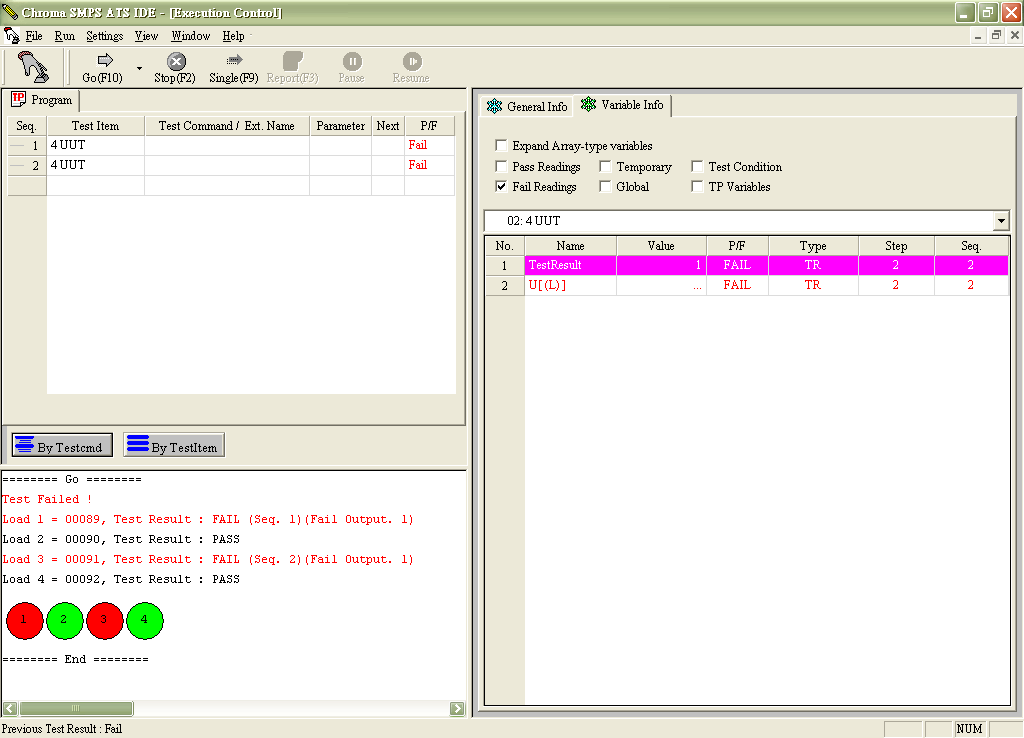 Chroma SMPS ATS IDE - [Execution Control]
File Run Settings View Window Help
Go(F10) Stop(F2) Single(F9) Report(F3) Pause Resume
TP Program
Seq. Test Item Test Command / Ext. Name Parameter Next P/F
1 4 UUT Fail
2 4 UUT Fail
By Testcmd By TestItem
======== Go ========
Test Failed !
Load 1 = 00089, Test Result : FAIL (Seq. 1)(Fail Output. 1)
Load 2 = 00090, Test Result : PASS
Load 3 = 00091, Test Result : FAIL (Seq. 2)(Fail Output. 1)
Load 4 = 00092, Test Result : PASS
1 2 3 4
======== End ========
General Info Variable Info
Expand Array-type variables
Pass Readings Temporary Test Condition
Fail Readings Global TP Variables
02: 4 UUT
No. Name Value P/F Type Step Seq.
1 TestResult 1 FAIL TR 2 2
2 U[(L)] ... FAIL TR 2 2
Previous Test Result : Fail
NUM